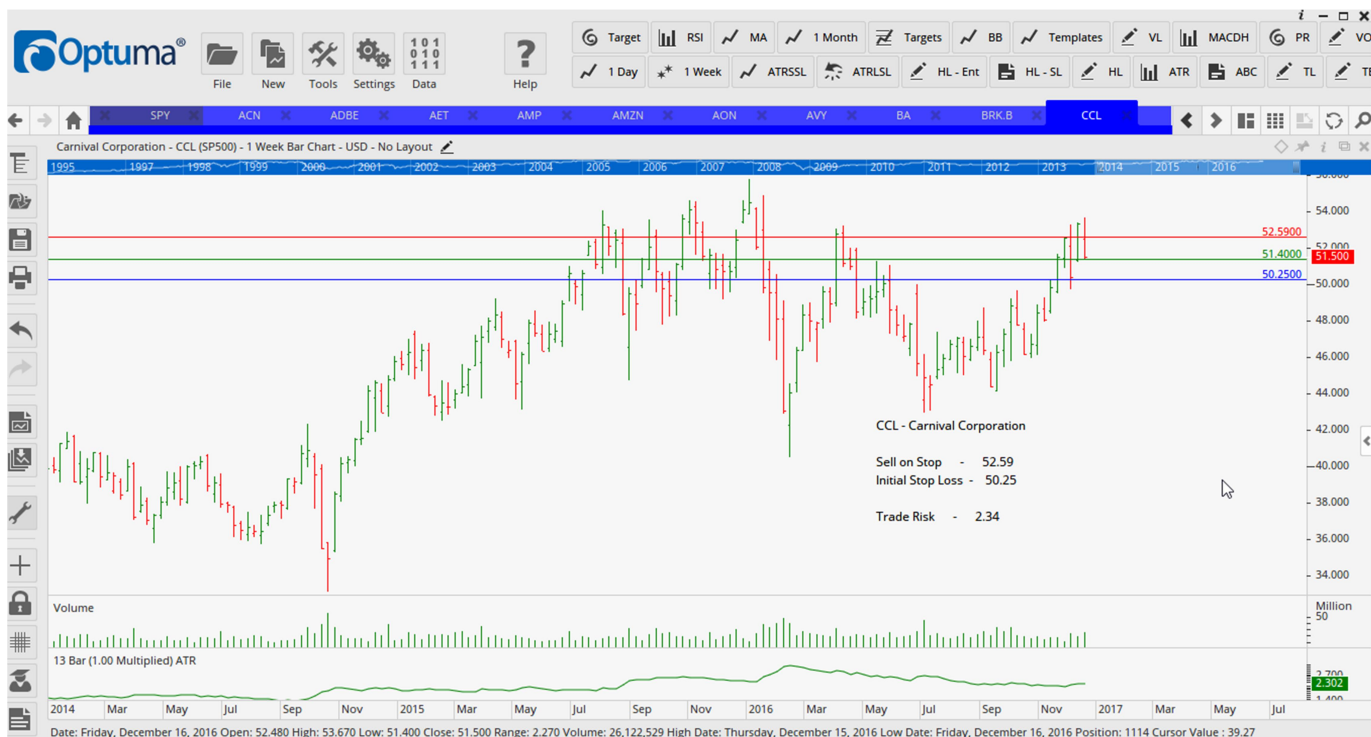 Optuma®
File
New
Tools
Settings
Data
Help
Target RSI MA 1 Month Targets BB Templates VL MACDH PR
1 Day 1 Week ATRSSL ATRLSL HL - Ent HL - SL HL ATR ABC TL
SPY ACN ADBE AET AMP AMZN AON AVY BA BRK.B CCL
Carnival Corporation - CCL (SP500) - 1 Week Bar Chart - USD - No Layout
1995 1997 1998 1999 2000 2001 2002 2003 2004 2005 2006 2007 2008 2009 2010 2011 2012 2013 2014 2015 2016
54.000
52.5900
52.000
51.4000
51.500
50.2500
50.000
48.000
46.000
44.000
42.000
CCL - Carnival Corporation
Sell on Stop - 52.59
40.000
Initial Stop Loss - 50.25
38.000
Trade Risk - 2.34
36.000
34.000
Volume
Million
50
13 Bar (1.00 Multiplied) ATR
2.700
2.302
2014 Mar May Jul Sep Nov 2015 Mar May Jul Sep Nov 2016 Mar May Jul Sep Nov 2017 Mar May Jul
Date: Friday, December 16, 2016 Open: 52.480 High: 53.670 Low: 51.400 Close: 51.500 Range: 2.270 Volume: 26,122,529 High Date: Thursday, December 15, 2016 Low Date: Friday, December 16, 2016 Position: 1114 Cursor Value : 39.27